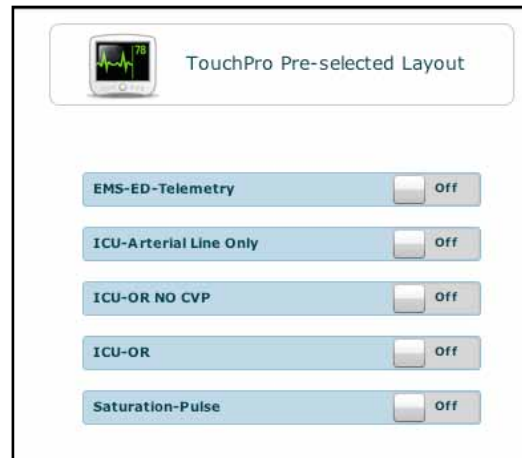 78
TouchPro Pre-selected Layout
EMS-ED-Telemetry Off
ICU-Arterial Line Only Off
ICU-OR NO CVP Off
ICU-OR Off
Saturation-Pulse Off